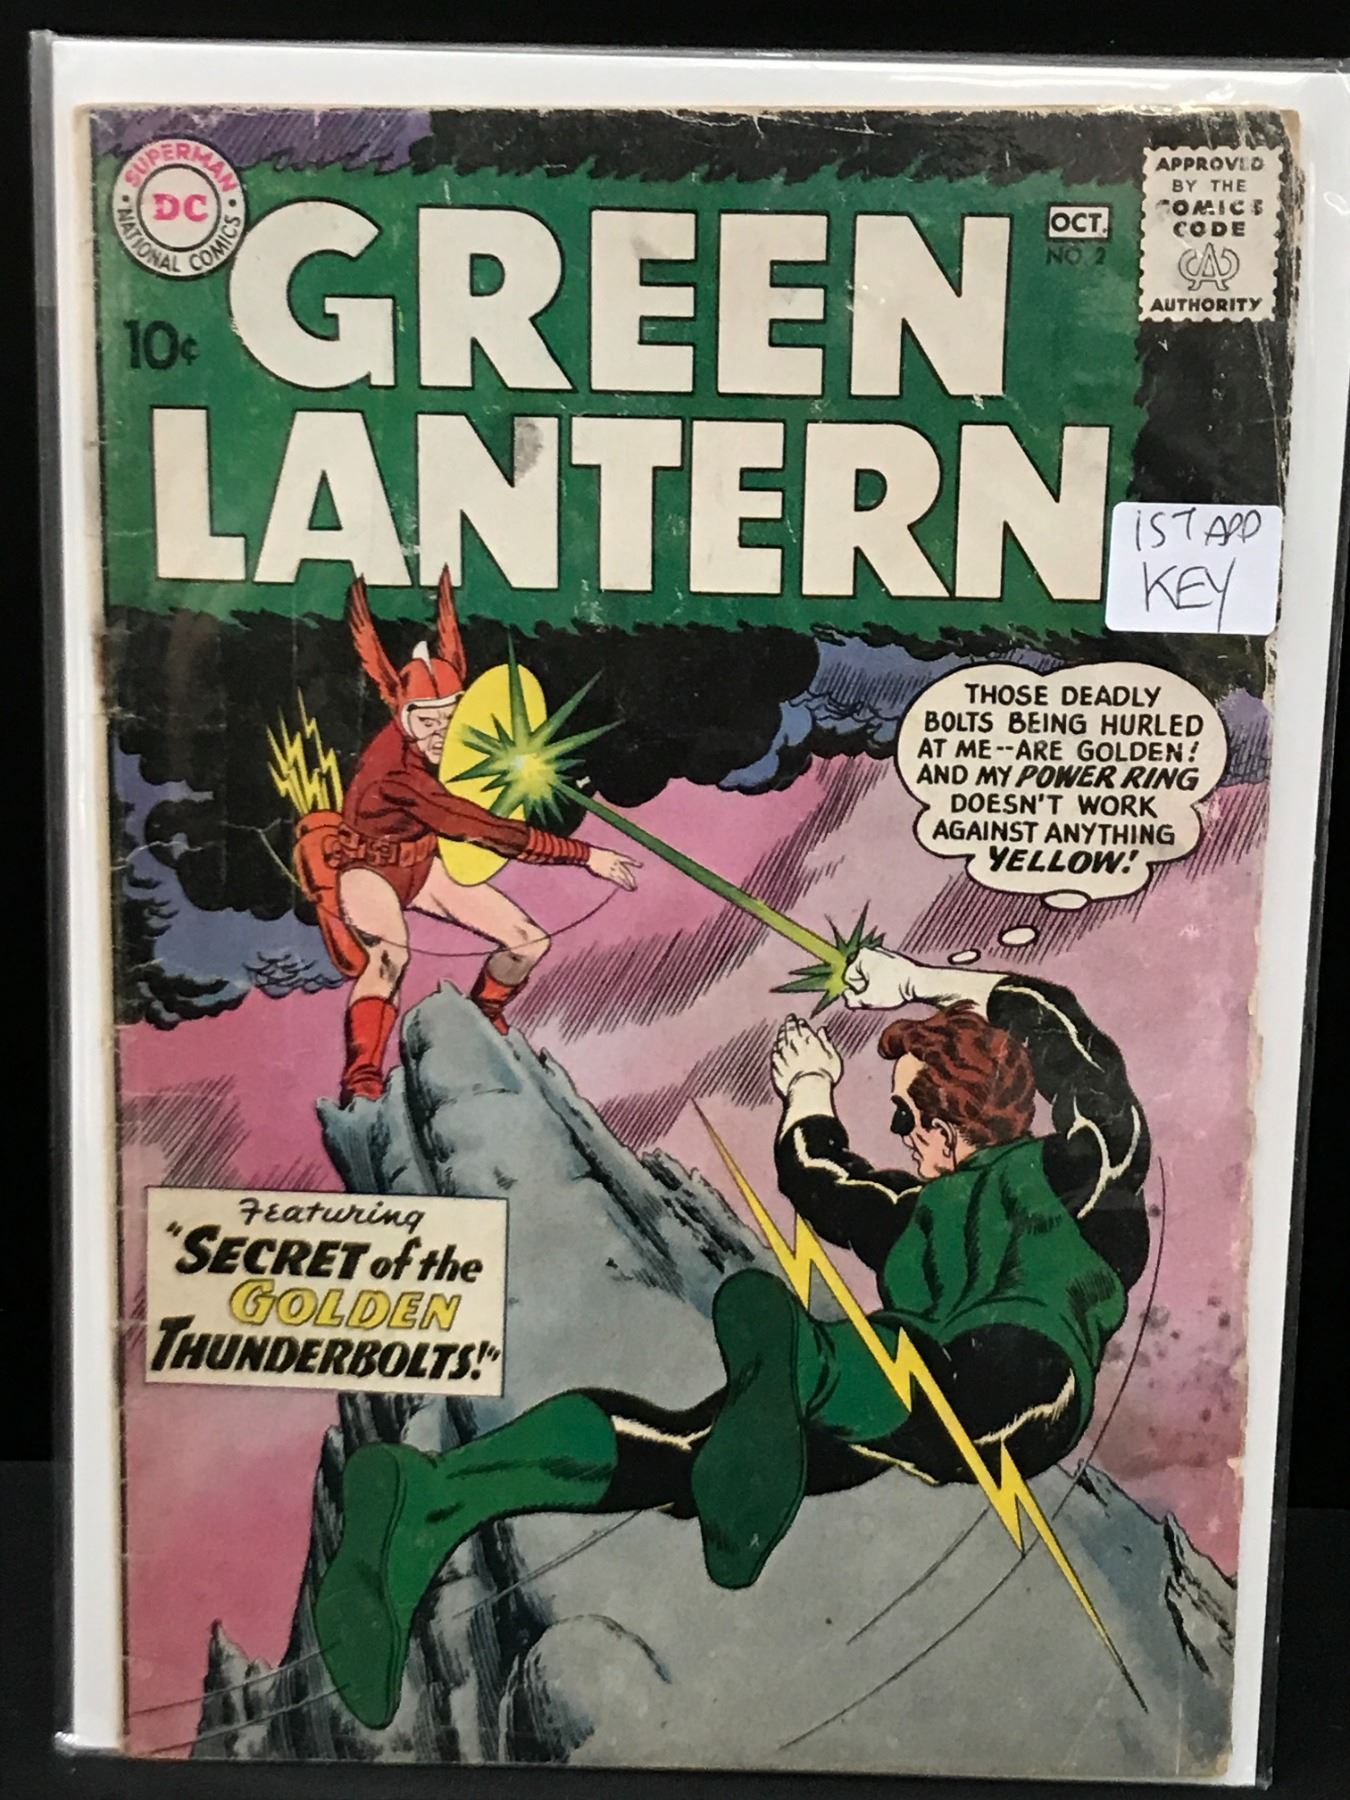 SUPERMAN
DC
NATIONAL COMICS
10¢
GREEN
LANTERN
OCT.
NO. 2
APPROVED
BY THE
COMICS
CODE
CA
AUTHORITY
1ST APP
KEY
THOSE DEADLY
BOLTS BEING HURLED
AT ME--ARE GOLDEN!
AND MY POWER RING
DOESN'T WORK
AGAINST ANYTHING
YELLOW!
Featuring
"SECRET of the
GOLDEN
THUNDERBOLTS!"